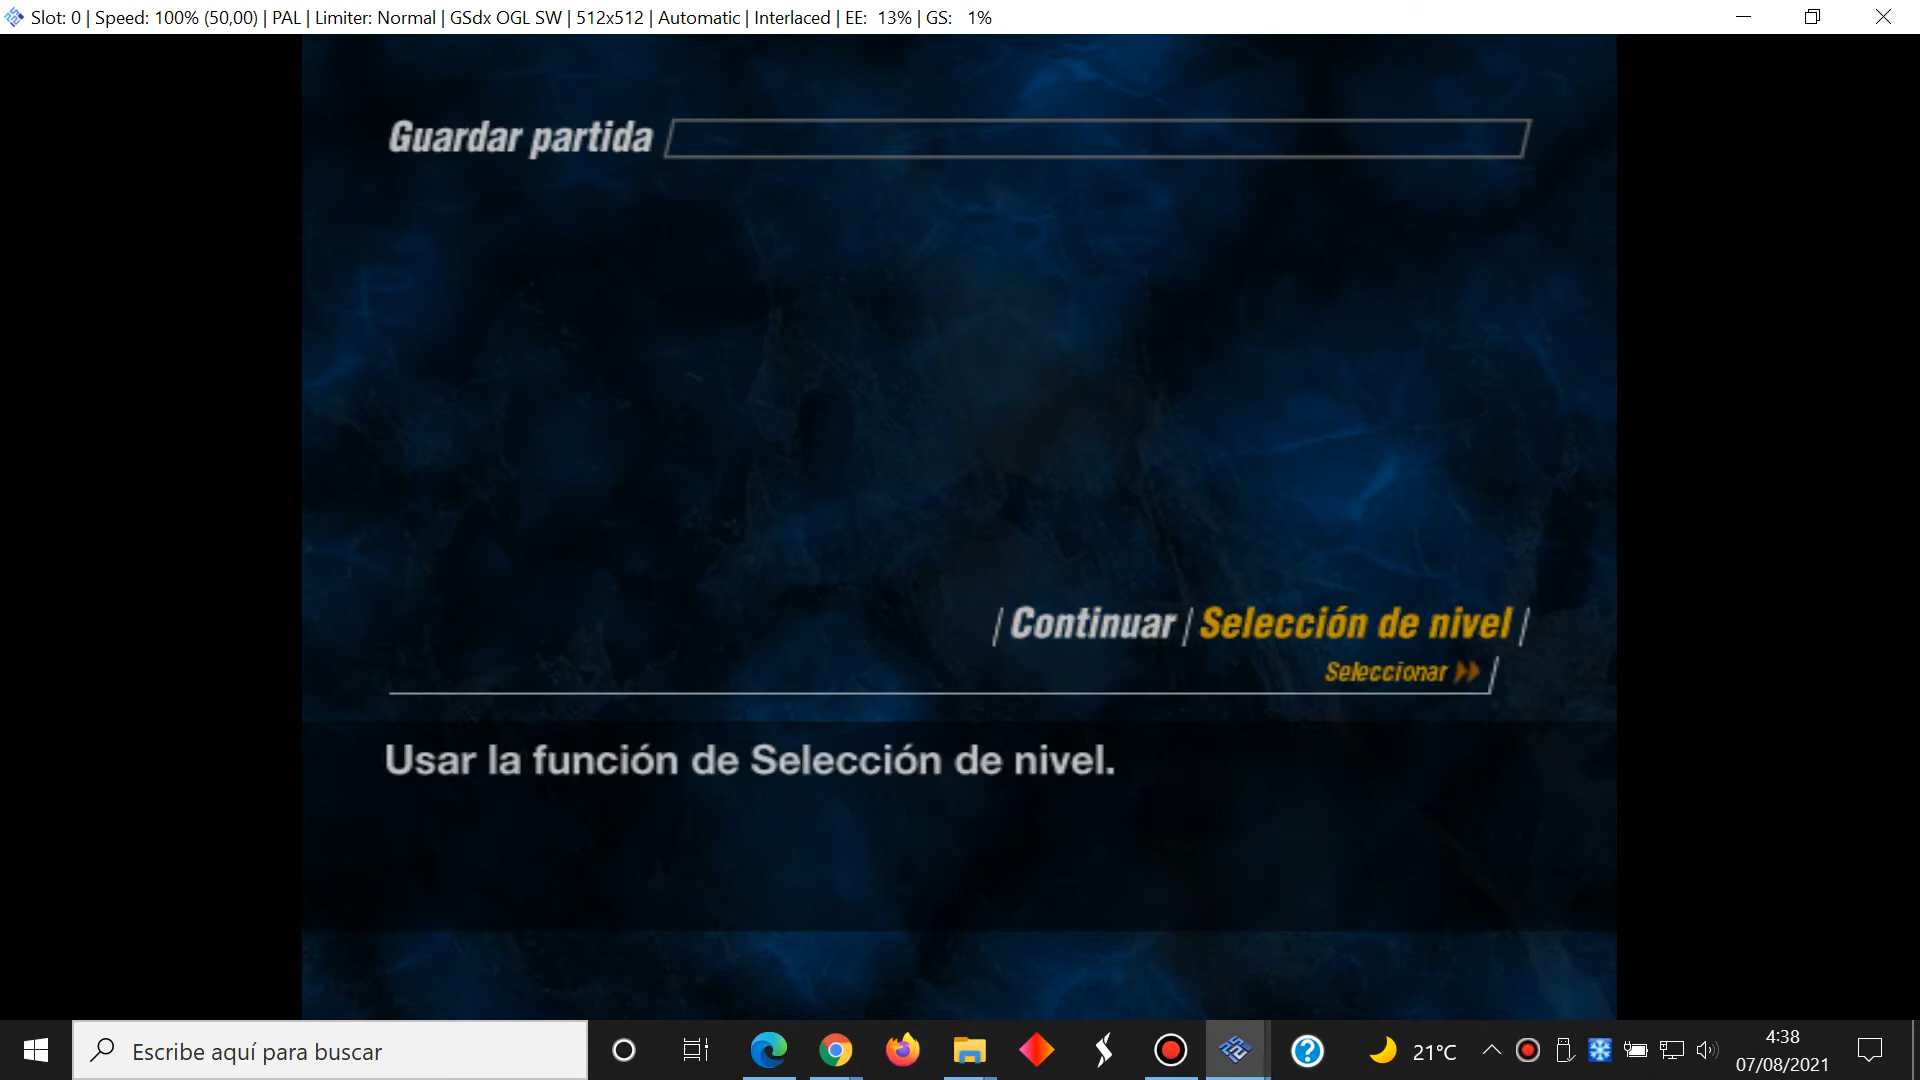 Slot: 0 | Speed: 100% (50,00) | PAL | Limiter: Normal | GSdx OGL SW | 512x512 | Automatic | Interlaced | EE:  13% | GS:   1%
Guardar partida
/ Continuar / Selección de nivel /
Seleccionar
Usar la función de Selección de nivel.
Escribe aquí para buscar
21°C
4:38
07/08/2021